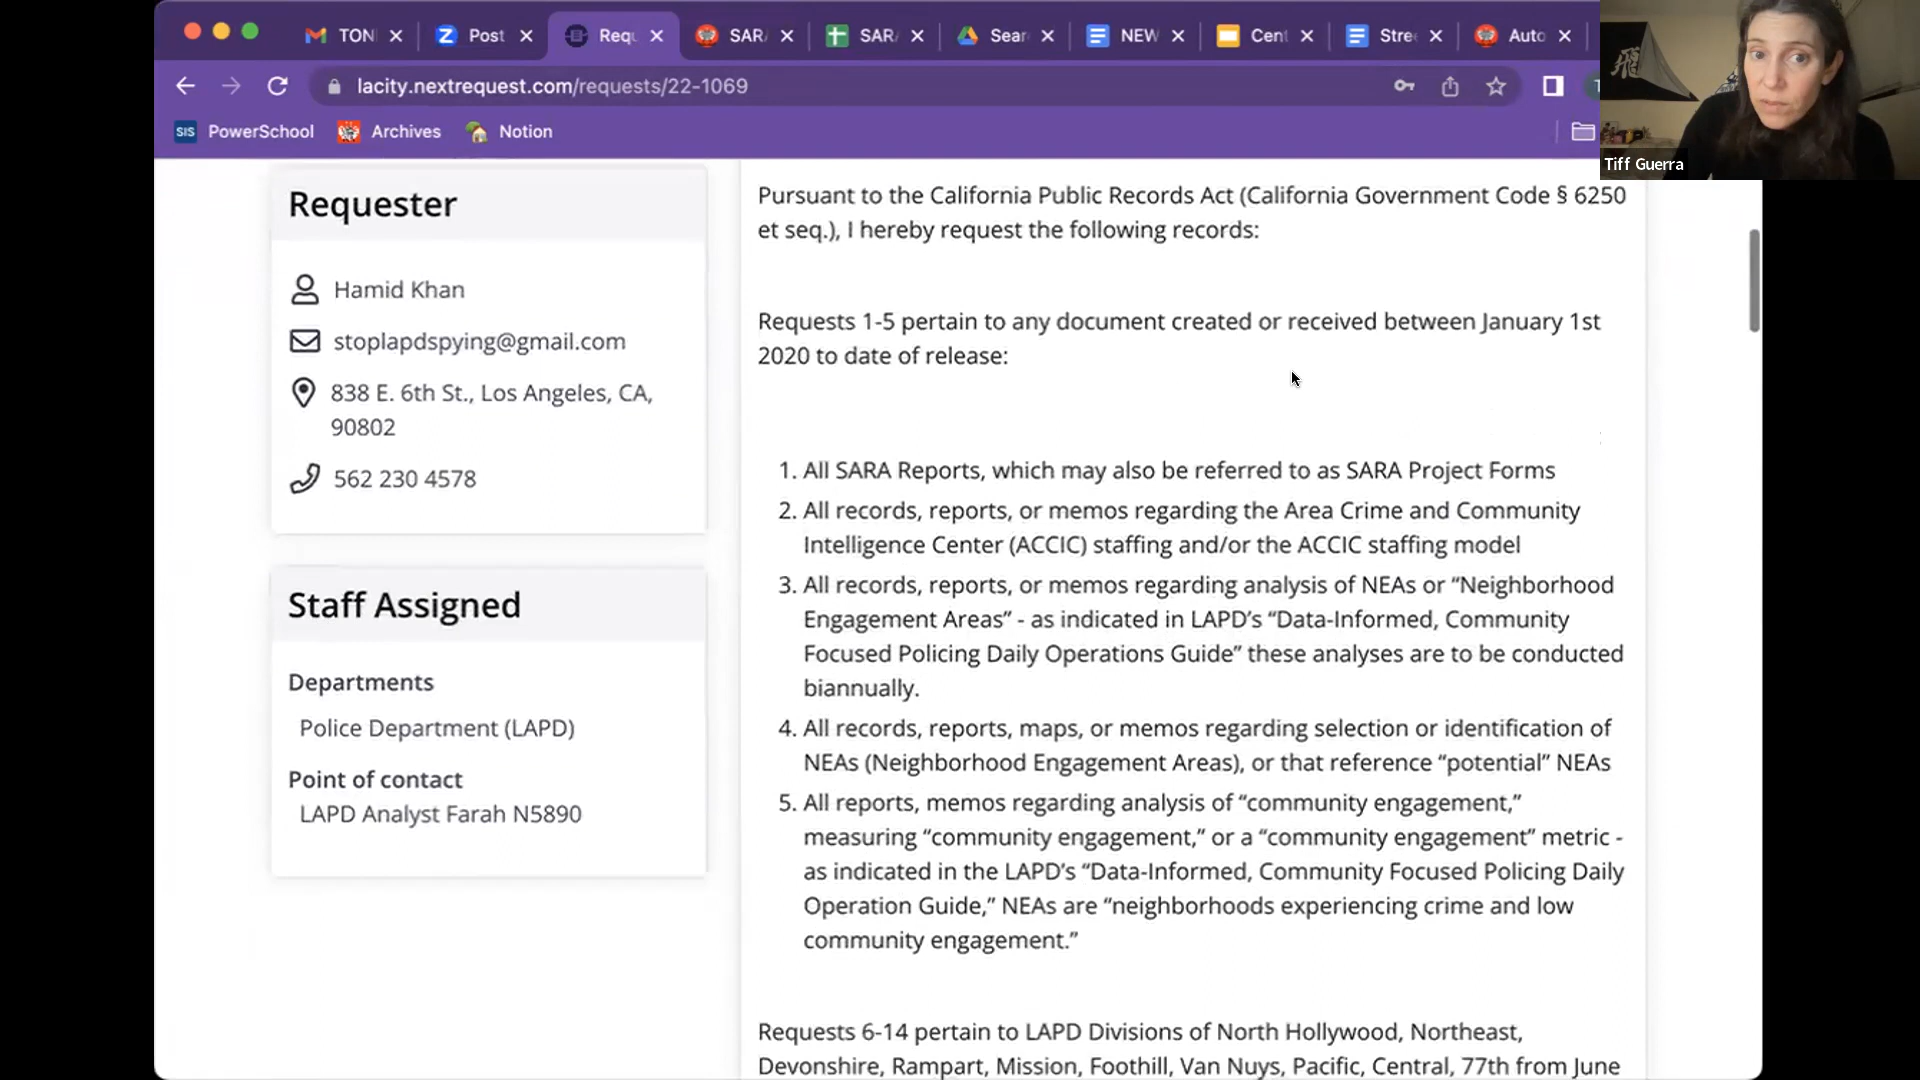 TON
Post
Requ
SAR
SAR
Sear
NEW
Cent
Stre
Auto
lacity.nextrequest.com/requests/22-1069
SIS PowerSchool
Archives
Notion
飛
Tiff Guerra
Requester
Hamid Khan
stoplapdspying@gmail.com
838 E. 6th St., Los Angeles, CA,
90802
562 230 4578
Staff Assigned
Departments
Police Department (LAPD)
Point of contact
LAPD Analyst Farah N5890
Pursuant to the California Public Records Act (California Government Code § 6250
et seq.), I hereby request the following records:
Requests 1-5 pertain to any document created or received between January 1st
2020 to date of release:
1. All SARA Reports, which may also be referred to as SARA Project Forms
2. All records, reports, or memos regarding the Area Crime and Community
Intelligence Center (ACCIC) staffing and/or the ACCIC staffing model
3. All records, reports, or memos regarding analysis of NEAs or “Neighborhood
Engagement Areas” - as indicated in LAPD’s “Data-Informed, Community
Focused Policing Daily Operations Guide” these analyses are to be conducted
biannually.
4. All records, reports, maps, or memos regarding selection or identification of
NEAs (Neighborhood Engagement Areas), or that reference “potential” NEAs
5. All reports, memos regarding analysis of “community engagement,”
measuring “community engagement,” or a “community engagement” metric -
as indicated in the LAPD’s “Data-Informed, Community Focused Policing Daily
Operation Guide,” NEAs are “neighborhoods experiencing crime and low
community engagement.”
Requests 6-14 pertain to LAPD Divisions of North Hollywood, Northeast,
Devonshire, Rampart, Mission, Foothill, Van Nuys, Pacific, Central, 77th from June